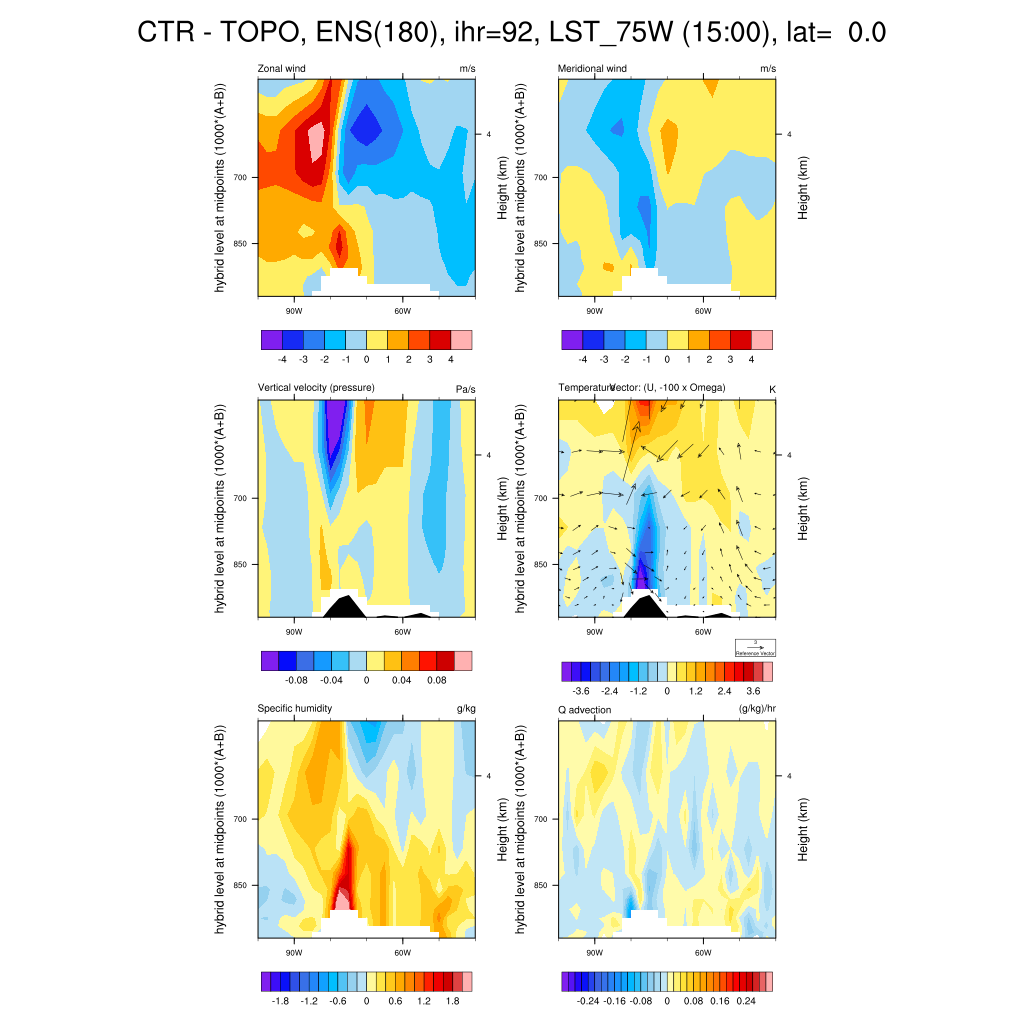 CTR - TOPO, ENS(180), ihr=92, LST_75W (15:00), lat= 0.0
Zonal wind m/s
hybrid level at midpoints (1000*(A+B))
700
850
4
Height (km)
90W 60W
-4 -3 -2 -1 0 1 2 3 4
Meridional wind m/s
hybrid level at midpoints (1000*(A+B))
700
850
4
Height (km)
90W 60W
-4 -3 -2 -1 0 1 2 3 4
Vertical velocity (pressure) Pa/s
hybrid level at midpoints (1000*(A+B))
700
850
4
Height (km)
90W 60W
-0.08 -0.04 0 0.04 0.08
Temperature Vector: (U, -100 x Omega) K
hybrid level at midpoints (1000*(A+B))
700
850
4
Height (km)
90W 60W
3
Reference Vector
-3.6 -2.4 -1.2 0 1.2 2.4 3.6
Specific humidity g/kg
hybrid level at midpoints (1000*(A+B))
700
850
4
Height (km)
90W 60W
-1.8 -1.2 -0.6 0 0.6 1.2 1.8
Q advection (g/kg)/hr
hybrid level at midpoints (1000*(A+B))
700
850
4
Height (km)
90W 60W
-0.24 -0.16 -0.08 0 0.08 0.16 0.24